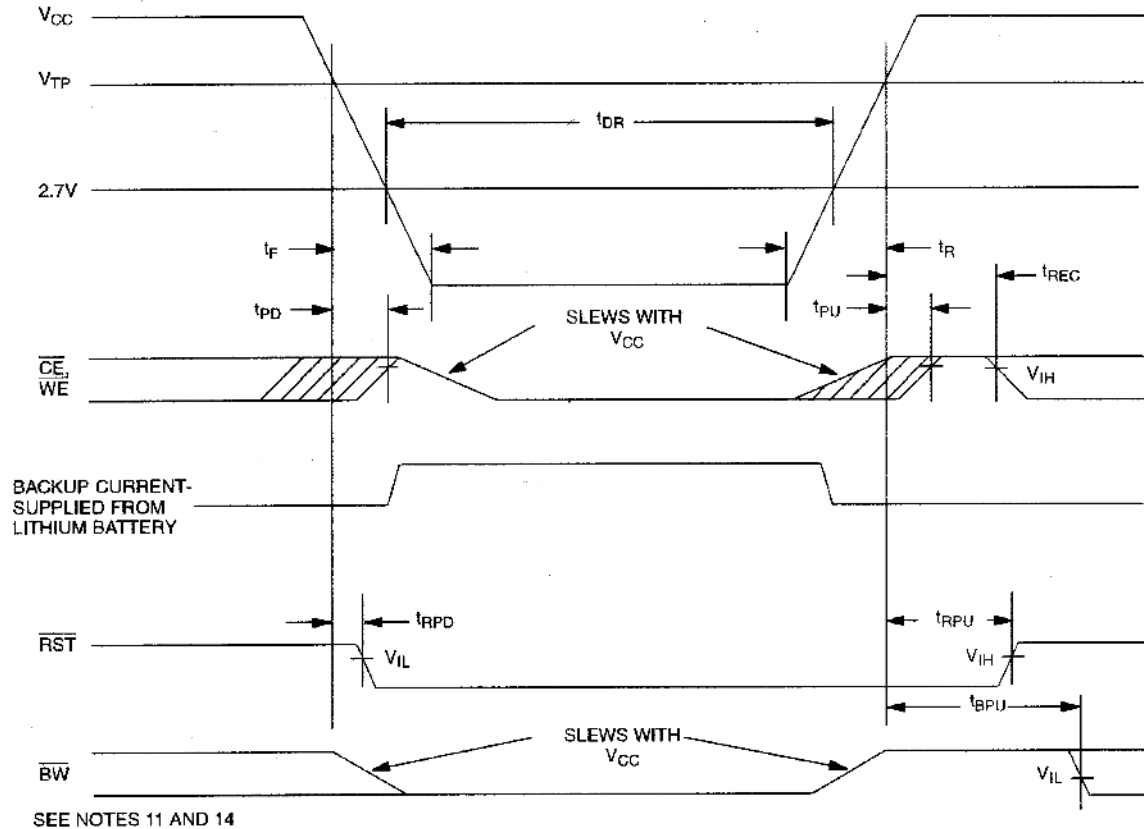 VCC
VTP
tDR
2.7V
tF
tR
tREC
tPD
tPU
SLEWS WITH
VCC
CE,
WE
VIH
BACKUP CURRENT-
SUPPLIED FROM
LITHIUM BATTERY
tRPD
tRPU
RST
VIL
VIH
tBPU
SLEWS WITH
VCC
BW
VIL
SEE NOTES 11 AND 14